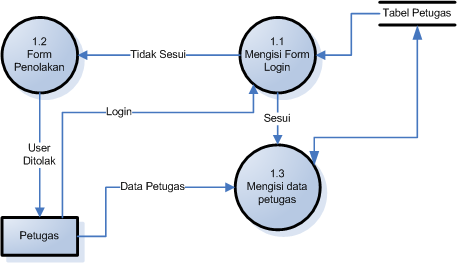 Tabel Petugas
1.2
Form
Penolakan
Tidak Sesui
1.1
Mengisi Form
Login
Login
Sesui
User
Ditolak
1.3
Mengisi data
petugas
Data Petugas
Petugas